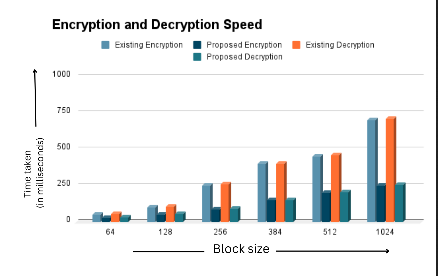 Encryption and Decryption Speed
Existing Encryption Proposed Encryption Existing Decryption
Proposed Decryption
1000
750
500
250
0
Time taken
(in milliseconds)
64 128 256 384 512 1024
Block size